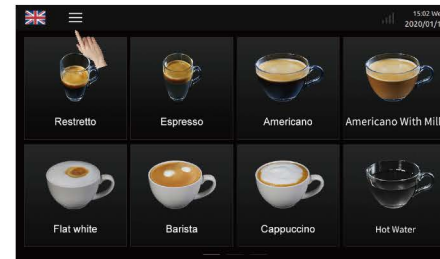 15:02 We
2020/01/1
Restretto
Espresso
Americano
Americano With Mil
Flat white
Barista
Cappuccino
Hot Water